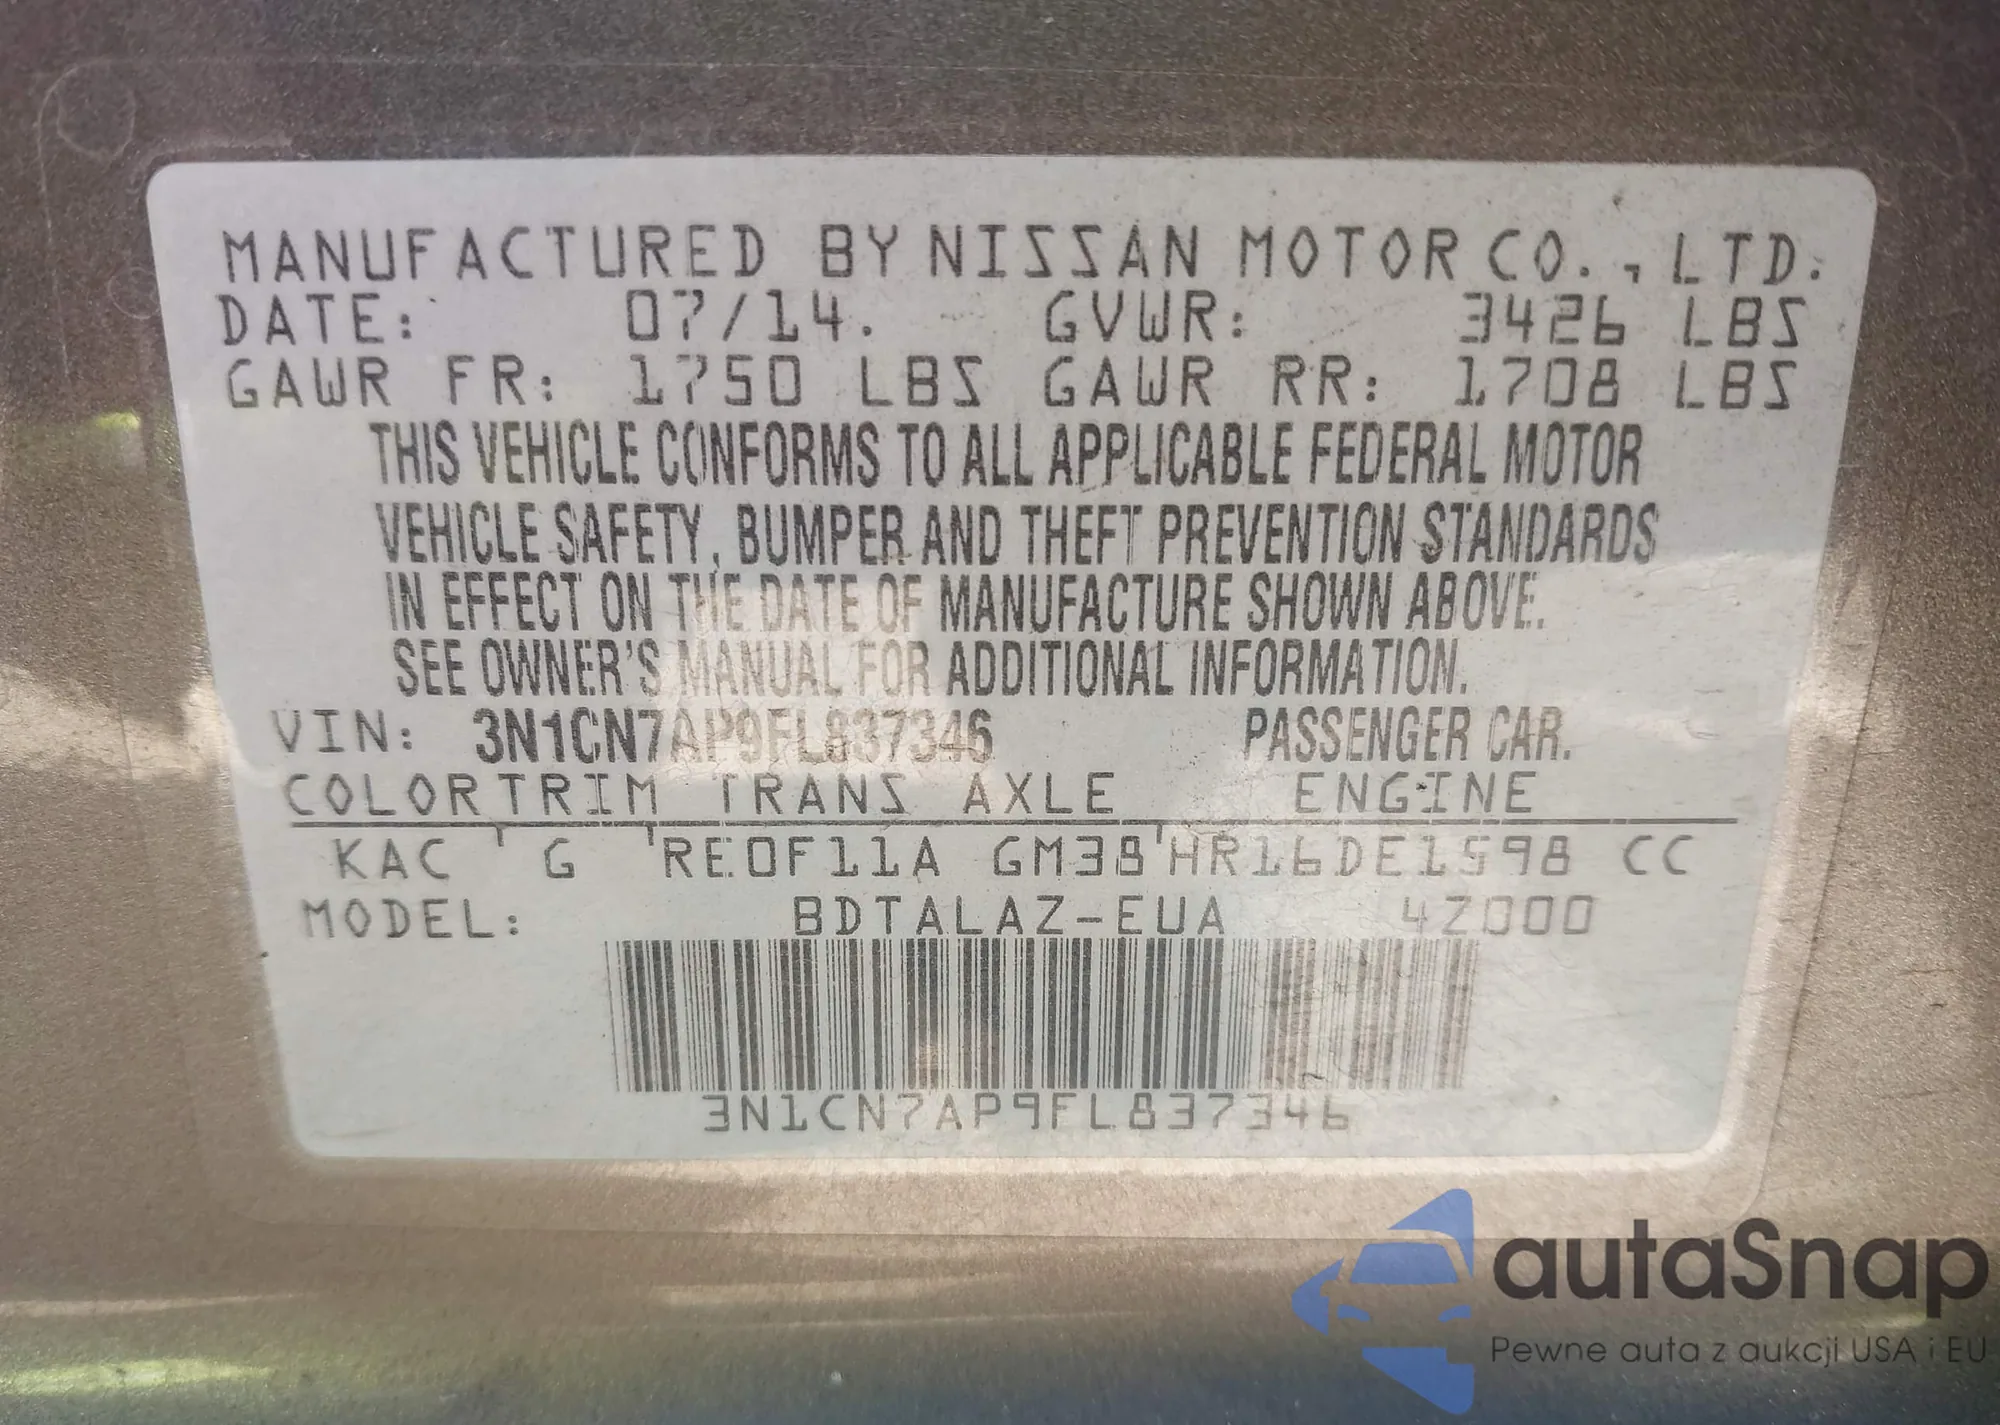 MANUFACTURED BY NISSAN MOTOR CO., LTD.
DATE: 07/14. GVWR: 3426 LBS
GAWR FR: 1750 LBS GAWR RR: 1708 LBS
THIS VEHICLE CONFORMS TO ALL APPLICABLE FEDERAL MOTOR
VEHICLE SAFETY, BUMPER AND THEFT PREVENTION STANDARDS
IN EFFECT ON THE DATE OF MANUFACTURE SHOWN ABOVE.
SEE OWNER'S MANUAL FOR ADDITIONAL INFORMATION.
VIN: 3N1CN7AP9FL837346 PASSENGER CAR.
COLOR TRIM TRANS AXLE ENGINE
KAC G RE0F11A GM38 HR16DE1598 CC
MODEL: BDTALAZ-EUA 4Z000
3N1CN7AP9FL837346
autaSnap
Pewne auta z aukcji USA i EU